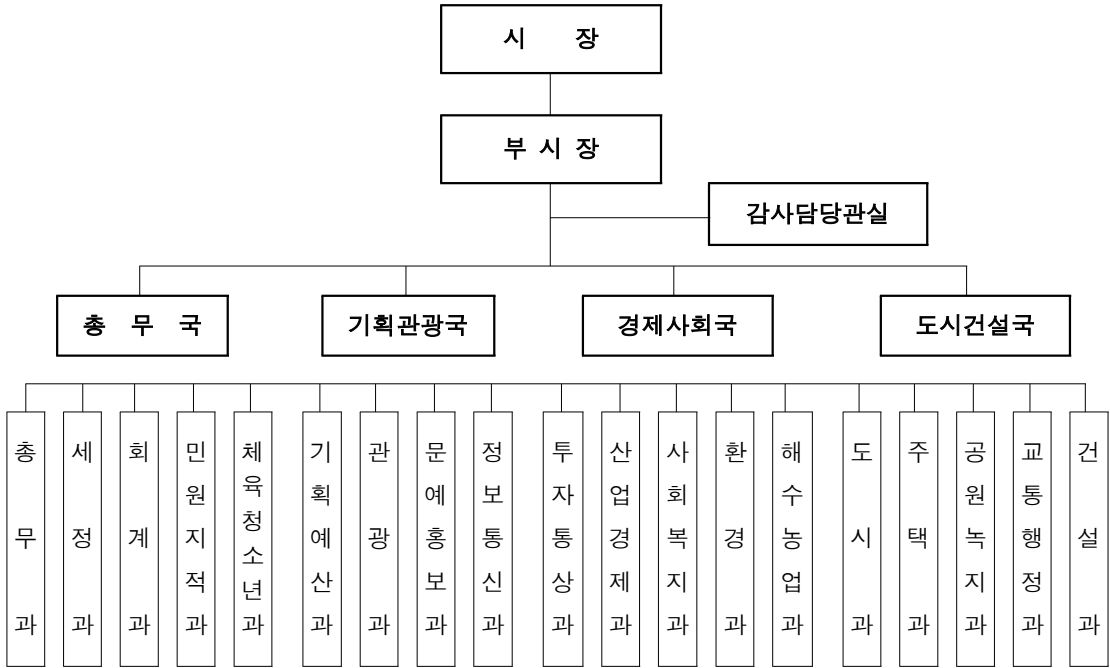 시 장
부 시 장
감사담당관실
총 무 국
기획관광국
경제사회국
도시건설국
총무과
세정과
회계과
민원지적과
체육청소년과
기획예산과
관광과
문예홍보과
정보통신과
투자통상과
산업경제과
사회복지과
환경과
해수농업과
도시과
주택과
공원녹지과
교통행정과
건설과